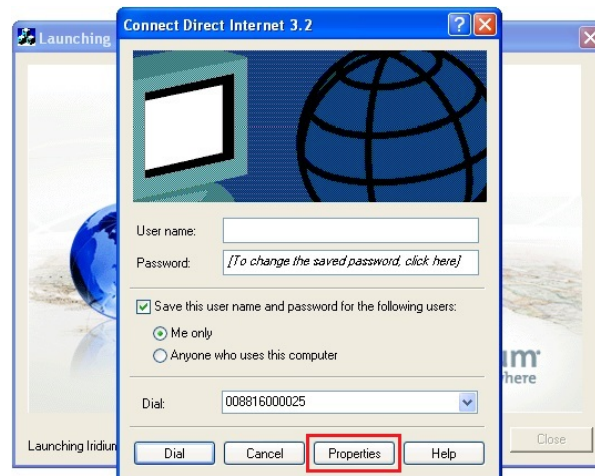 Launching
Connect Direct Internet 3.2
User name:
Password: [To change the saved password, click here]
Save this user name and password for the following users:
Me only
Anyone who uses this computer
Dial: 008816000025
Dial Cancel Properties Help
Close